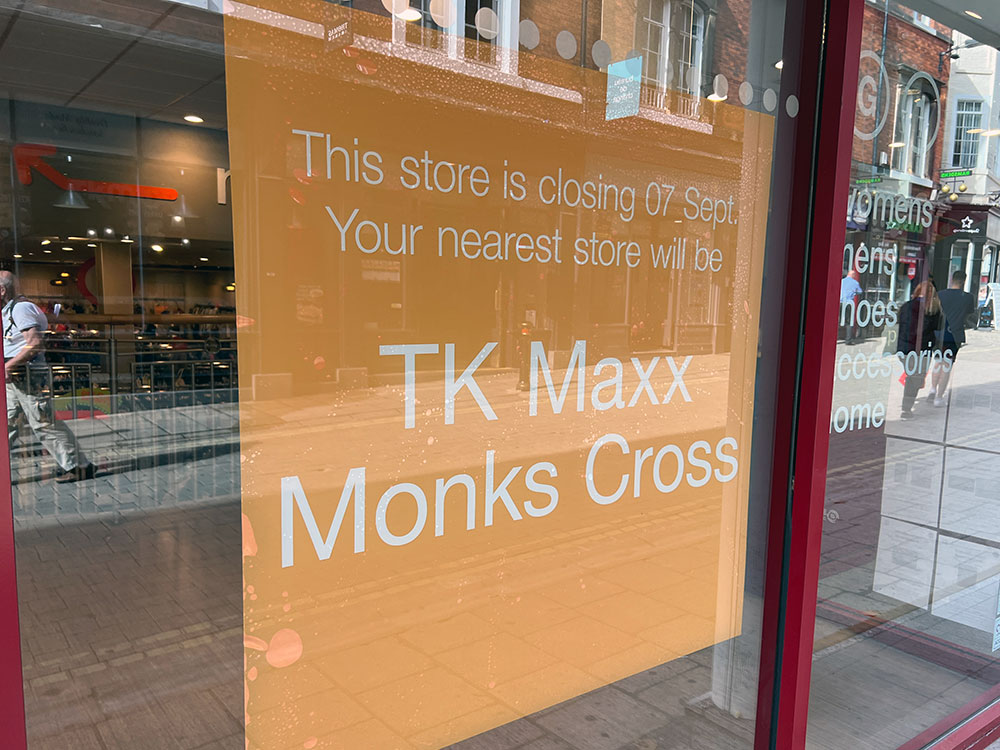 This store is closing 07 Sept.
Your nearest store will be
TK Maxx
Monks Cross
womens
mens
shoes
accessories
home